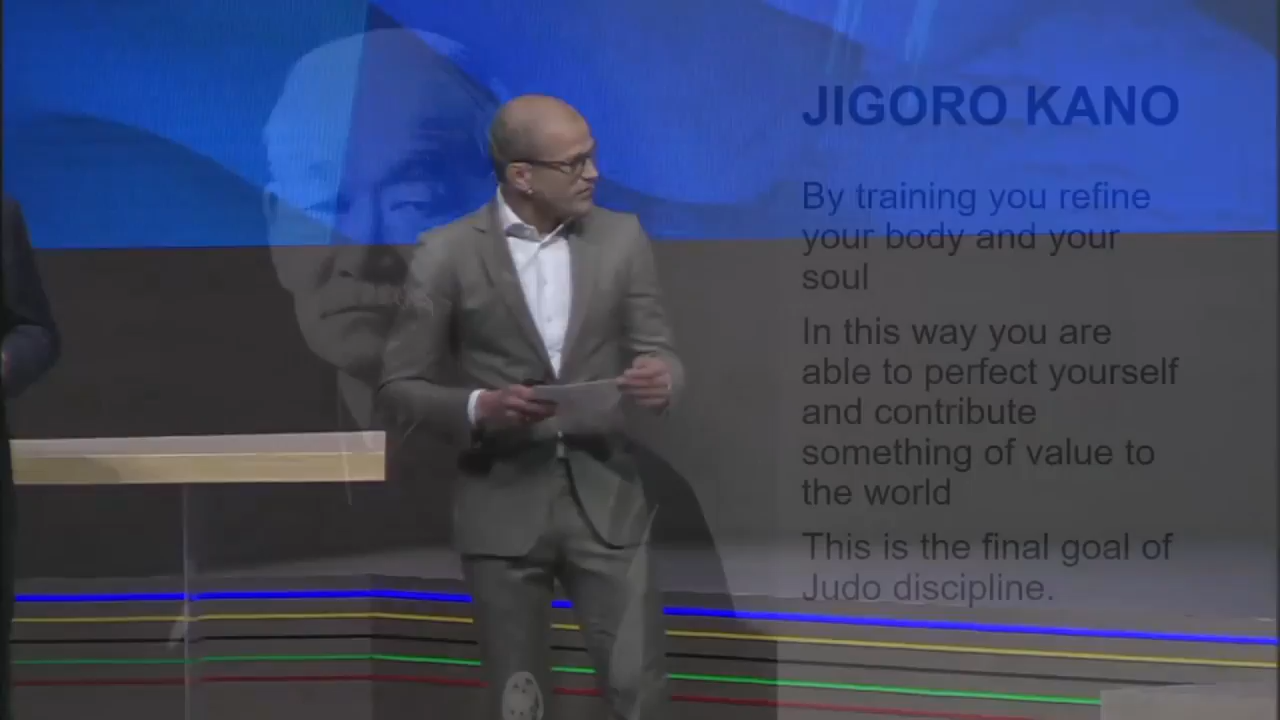 JIGORO KANO
By training you refine
your body and your
soul
In this way you are
able to perfect yourself
and contribute
something of value to
the world
This is the final goal of
Judo discipline.